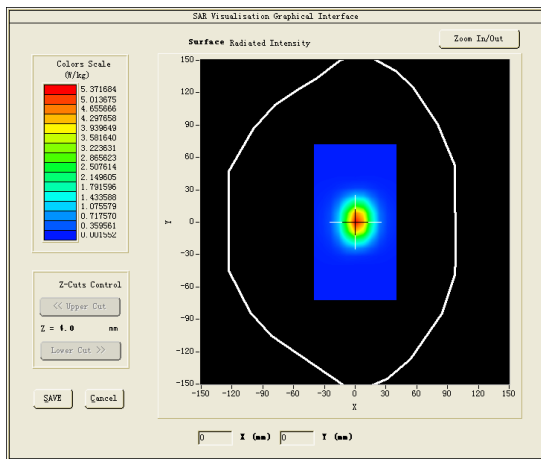 SAR Visualisation Graphical Interface
Surface Radiated Intensity
Zoom In/Out
Colors Scale
(W/kg)
5.371684
5.013675
4.655666
4.297658
3.939649
3.581640
3.223631
2.865623
2.507614
2.149605
1.791596
1.433588
1.075579
0.717570
0.359561
0.001552
Z-Cuts Control
<< Upper Cut
Z = 4.0 mm
Lower Cut >>
SAVE
Cancel
150
120
90
60
30
0
-30
-60
-90
-120
-150
Y
-150 -120 -90 -60 -30 0 30 60 90 120 150
X
0 X (mm) 0 Y (mm)